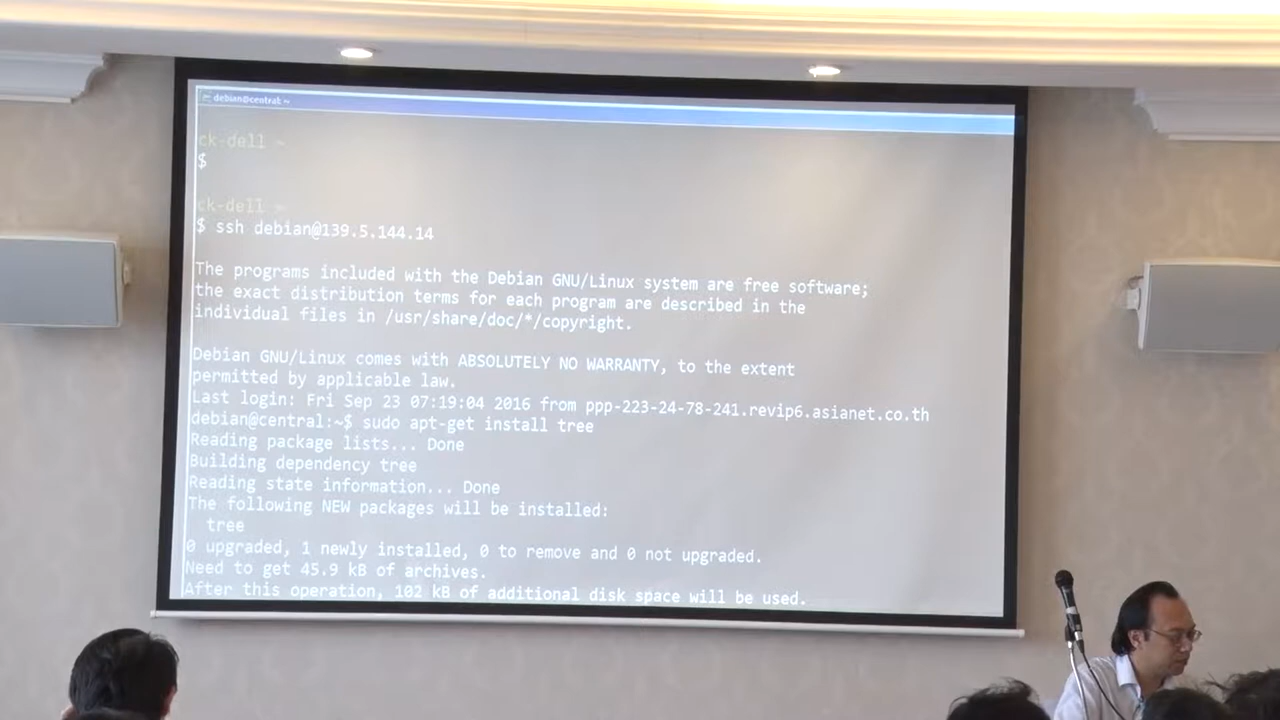 debian@central: ~
ck-dell ~
$
ck-dell ~
$ ssh debian@139.5.144.14
The programs included with the Debian GNU/Linux system are free software;
the exact distribution terms for each program are described in the
individual files in /usr/share/doc/*/copyright.
Debian GNU/Linux comes with ABSOLUTELY NO WARRANTY, to the extent
permitted by applicable law.
Last login: Fri Sep 23 07:19:04 2016 from ppp-223-24-78-241.revip6.asianet.co.th
debian@central:~$ sudo apt-get install tree
Reading package lists... Done
Building dependency tree
Reading state information... Done
The following NEW packages will be installed:
tree
0 upgraded, 1 newly installed, 0 to remove and 0 not upgraded.
Need to get 45.9 kB of archives.
After this operation, 102 kB of additional disk space will be used.